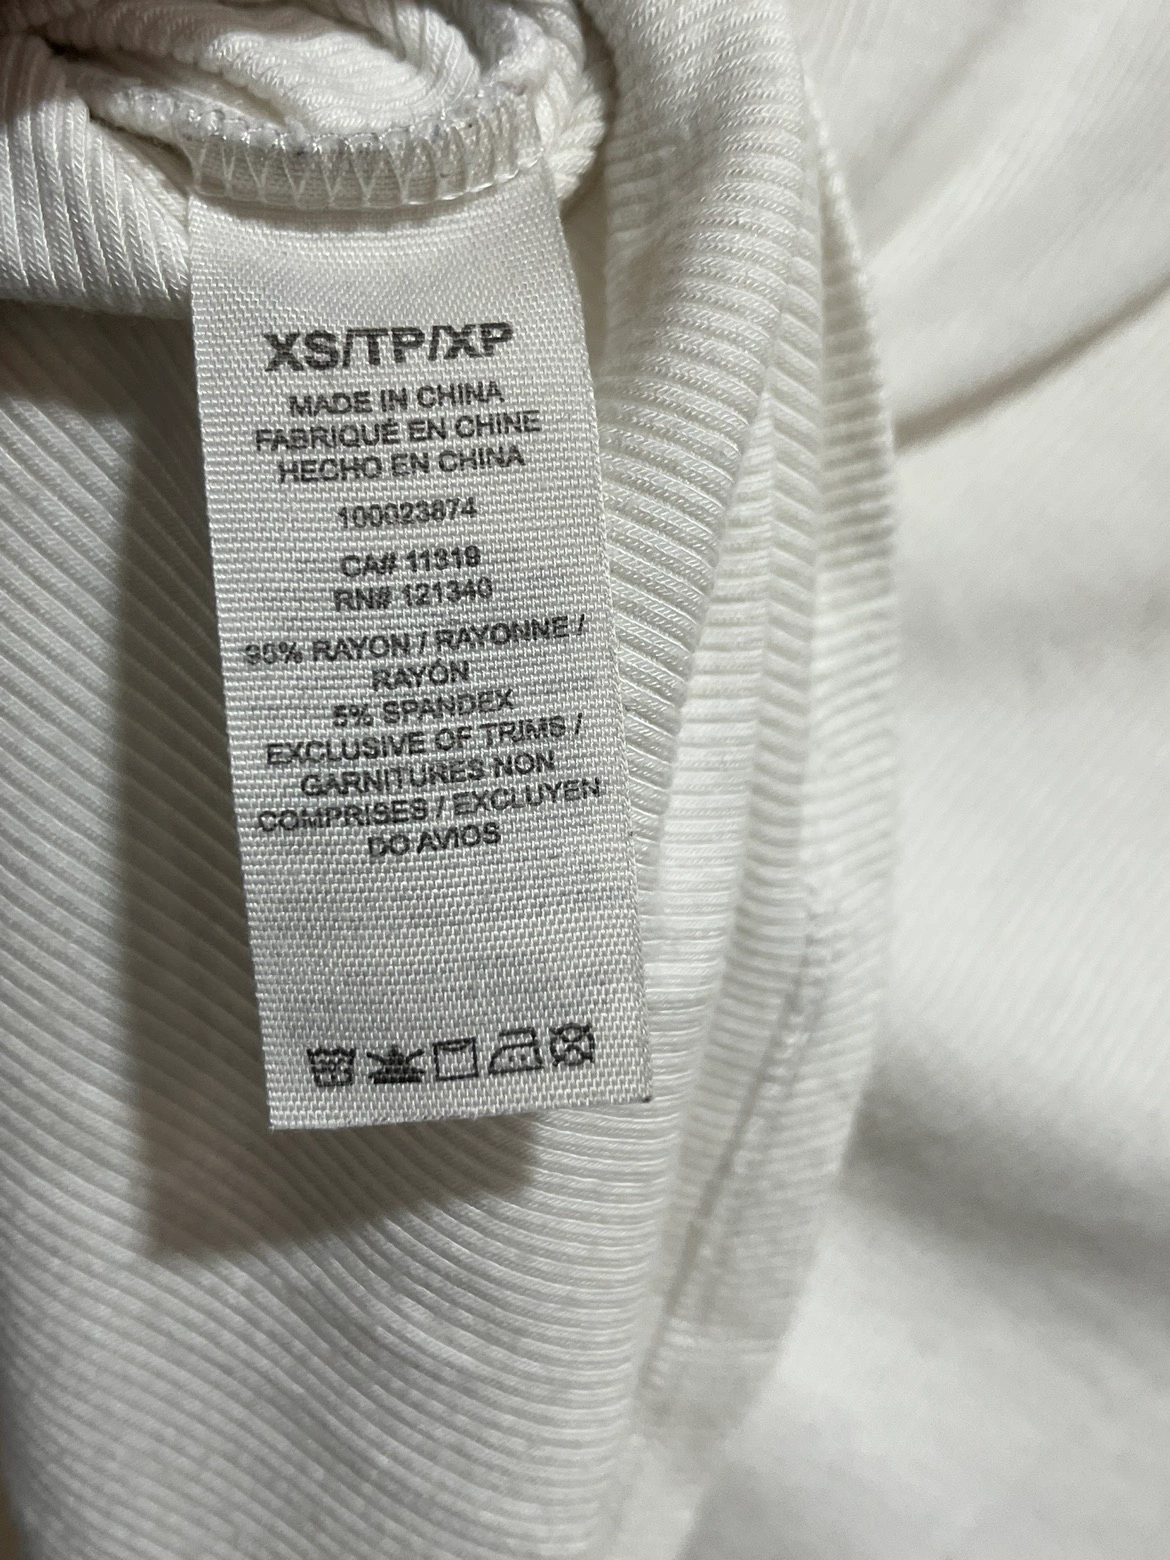 XS/TP/XP
MADE IN CHINA
FABRIQUÉ EN CHINE
HECHO EN CHINA
100023874
CA# 11318
RN# 121340
95% RAYON / RAYONNE /
RAYÓN
5% SPANDEX
EXCLUSIVE OF TRIMS /
GARNITURES NON
COMPRISES / EXCLUYEN
DO AVIOS